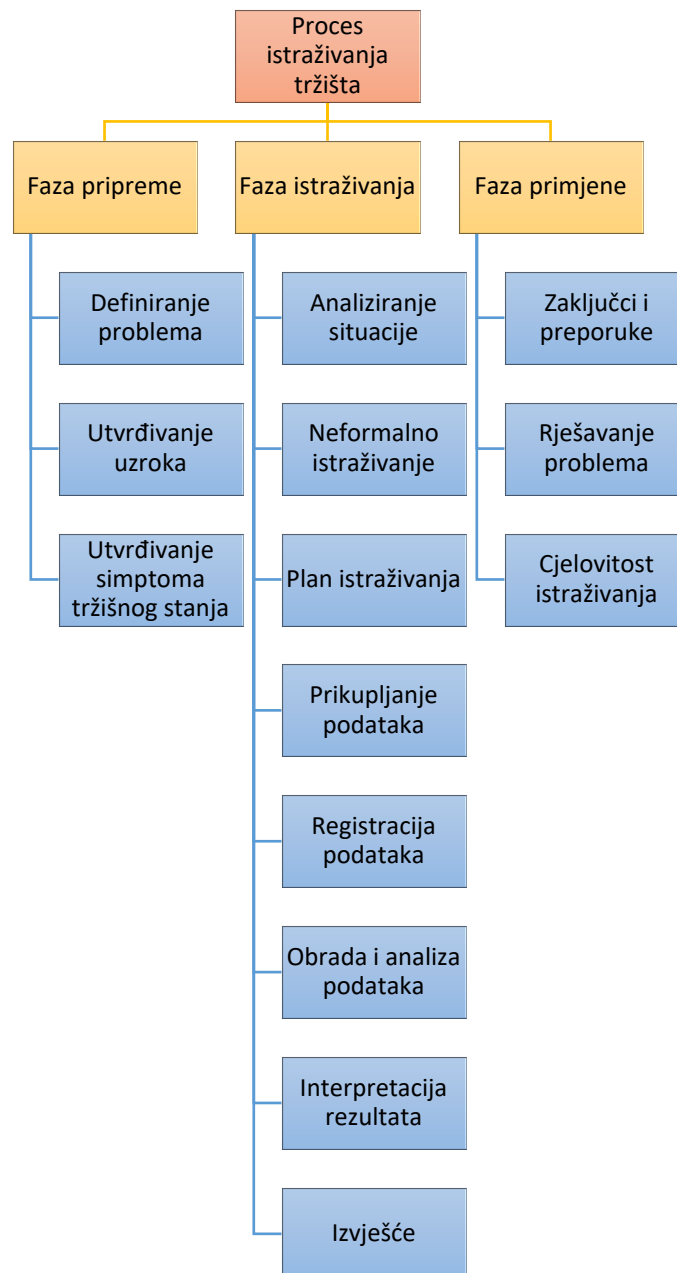 Proces
istraživanja
tržišta
Faza pripreme
Faza istraživanja
Faza primjene
Definiranje
problema
Utvrđivanje
uzroka
Utvrđivanje
simptoma
tržišnog stanja
Analiziranje
situacije
Neformalno
istraživanje
Plan istraživanja
Prikupljanje
podataka
Registracija
podataka
Obrada i analiza
podataka
Interpretacija
rezultata
Izvješće
Zaključci i
preporuke
Rješavanje
problema
Cjelovitost
istraživanja